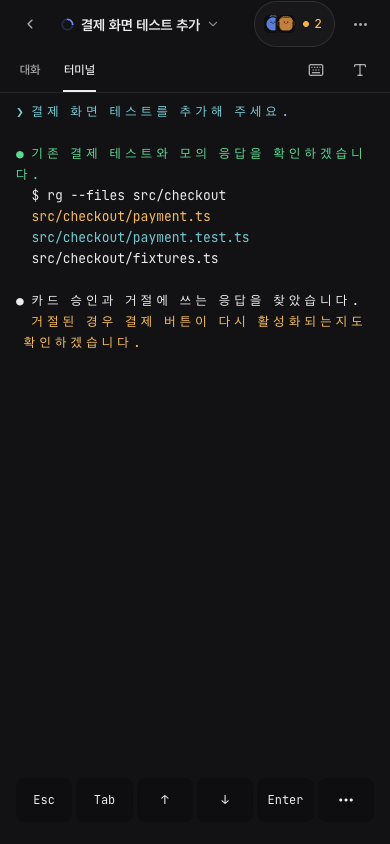 결제 화면 테스트 추가
2
대화 터미널
❯ 결제 화면 테스트를 추가해 주세요.
● 기존 결제 테스트와 모의 응답을 확인하겠습니
다.
$ rg --files src/checkout
src/checkout/payment.ts
src/checkout/payment.test.ts
src/checkout/fixtures.ts
● 카드 승인과 거절에 쓰는 응답을 찾았습니다.
거절된 경우 결제 버튼이 다시 활성화되는지도
확인하겠습니다.
Esc Tab ↑ ↓ Enter •••